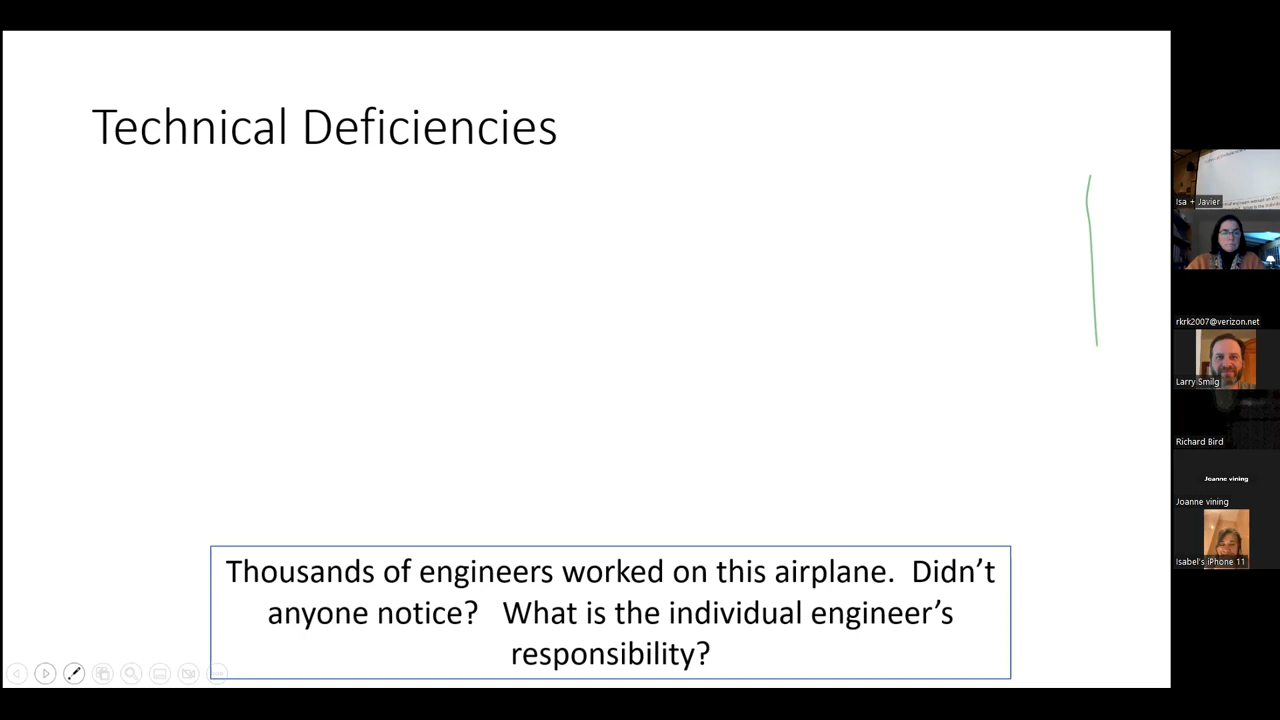 Technical Deficiencies
Thousands of engineers worked on this airplane. Didn't
anyone notice? What is the individual engineer's
responsibility?
Isa + Javier
rkrk2007@verizon.net
Larry Smilg
Richard Bird
Joanne vining
Joanne vining
Isabel's iPhone 11